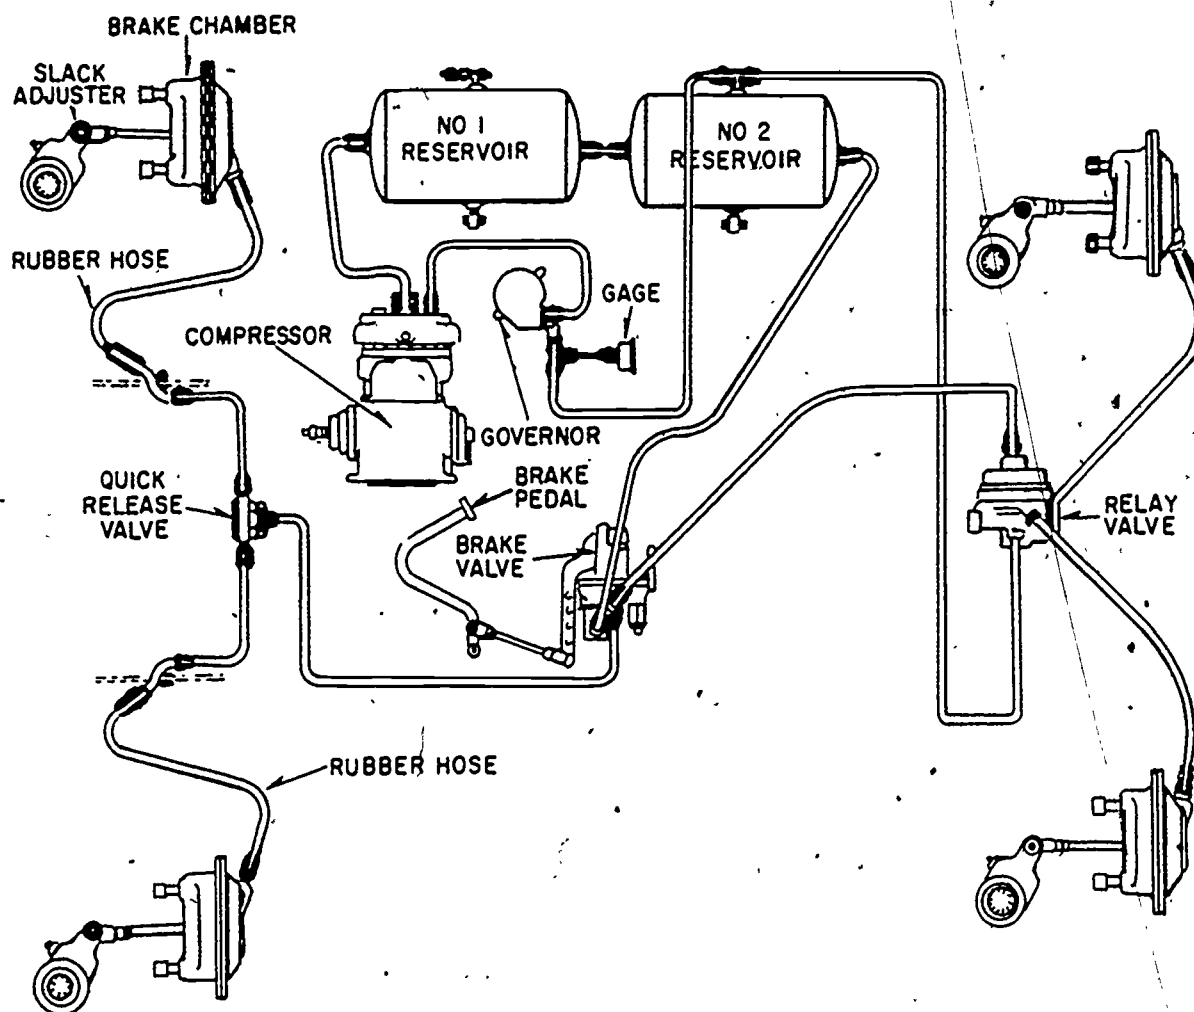 BRAKE CHAMBER
SLACK
ADJUSTER
NO 1
RESERVOIR
NO 2
RESERVOIR
RUBBER HOSE
GAGE
COMPRESSOR
GOVERNOR
QUICK
RELEASE
VALVE
BRAKE
PEDAL
BRAKE
VALVE
RELAY
VALVE
RUBBER HOSE